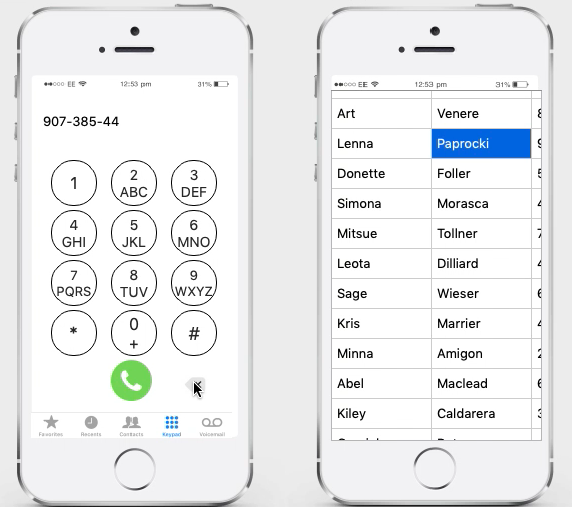 EE 12:53 pm 31%
907-385-44
1 2 ABC 3 DEF
4 GHI 5 JKL 6 MNO
7 PQRS 8 TUV 9 WXYZ
* 0 + #
Favorites Recents Contacts Keypad Voicemail
EE 12:53 pm 31%
Art Venere 8
Lenna Paprocki 9
Donette Foller 5
Simona Morasca 4
Mitsue Tollner 7
Leota Dilliard 4
Sage Wieser 6
Kris Marrier 4
Minna Amigon 2
Abel Maclead 6
Kiley Caldarera 3